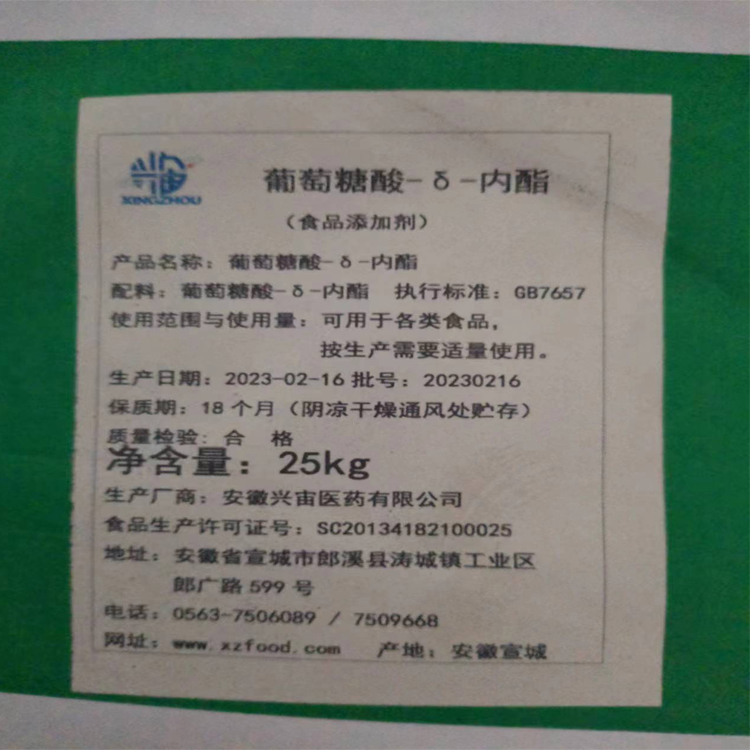 兴宙
XINGZHOU
葡萄糖酸-δ-内酯
（食品添加剂）
产品名称：葡萄糖酸-δ-内酯
配料：葡萄糖酸-δ-内酯 执行标准：GB7657
使用范围与使用量：可用于各类食品，
按生产需要适量使用。
生产日期：2023-02-16 批号：20230216
保质期：18个月（阴凉干燥通风处贮存）
质量检验：合 格
净含量：25kg
生产厂商：安徽兴宙医药有限公司
食品生产许可证号：SC20134182100025
地址：安徽省宣城市郎溪县涛城镇工业区
郎广路599号
电话：0563-7506089 / 7509668
网址：www.xzfood.com 产地：安徽宣城